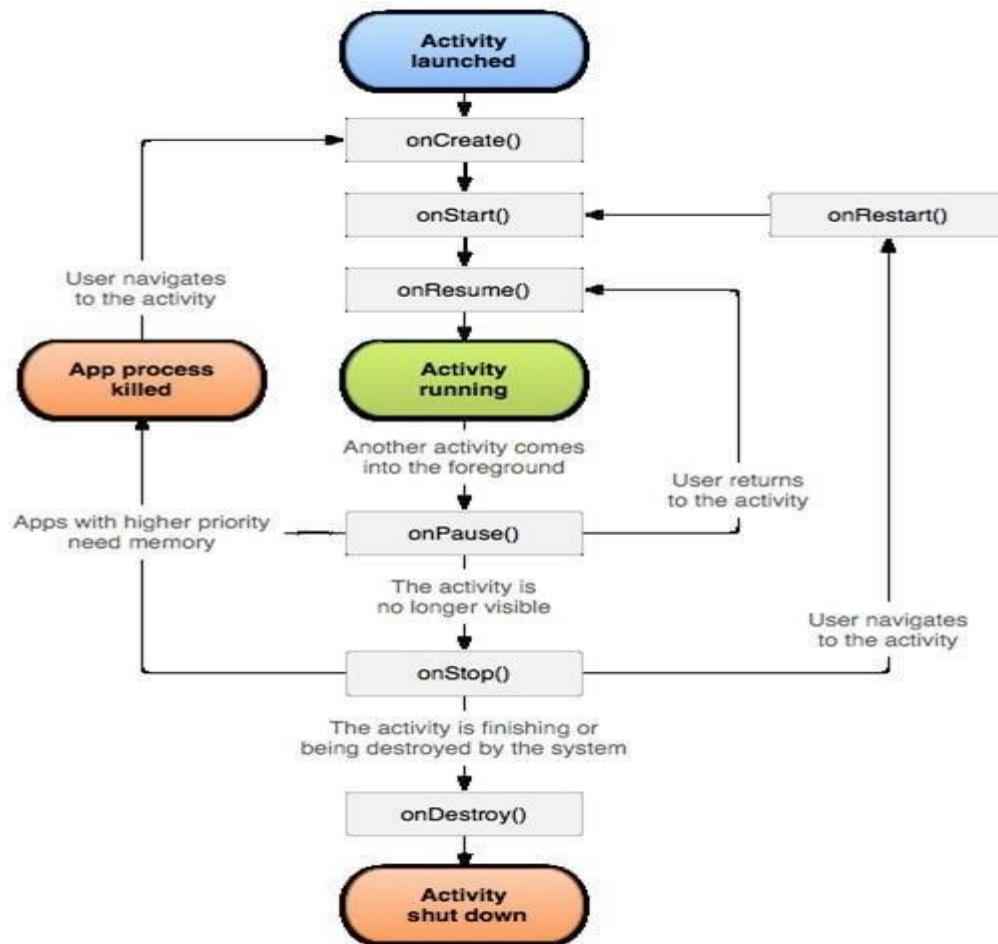 Activity
launched
onCreate()
onStart()
onRestart()
onResume()
User navigates
to the activity
App process
killed
Activity
running
Another activity comes
into the foreground
User returns
to the activity
Apps with higher priority
need memory
onPause()
The activity is
no longer visible
User navigates
to the activity
onStop()
The activity is finishing or
being destroyed by the system
onDestroy()
Activity
shut down